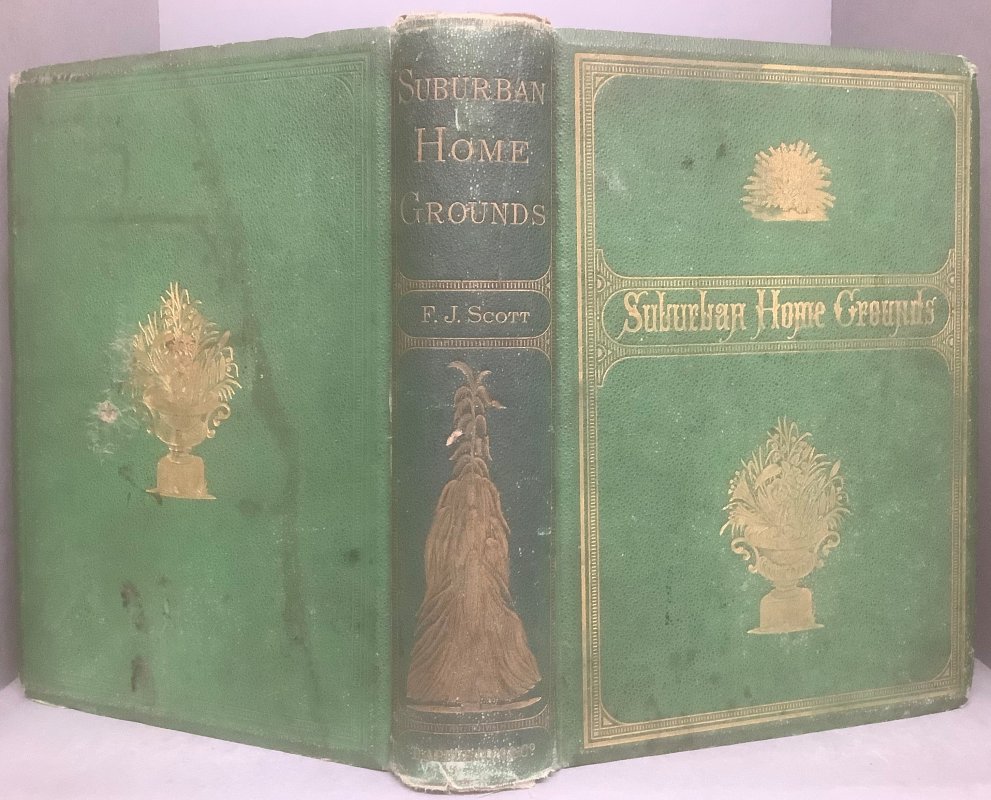 SUBURBAN
HOME
GROUNDS
F. J. SCOTT
Suburban Home Grounds